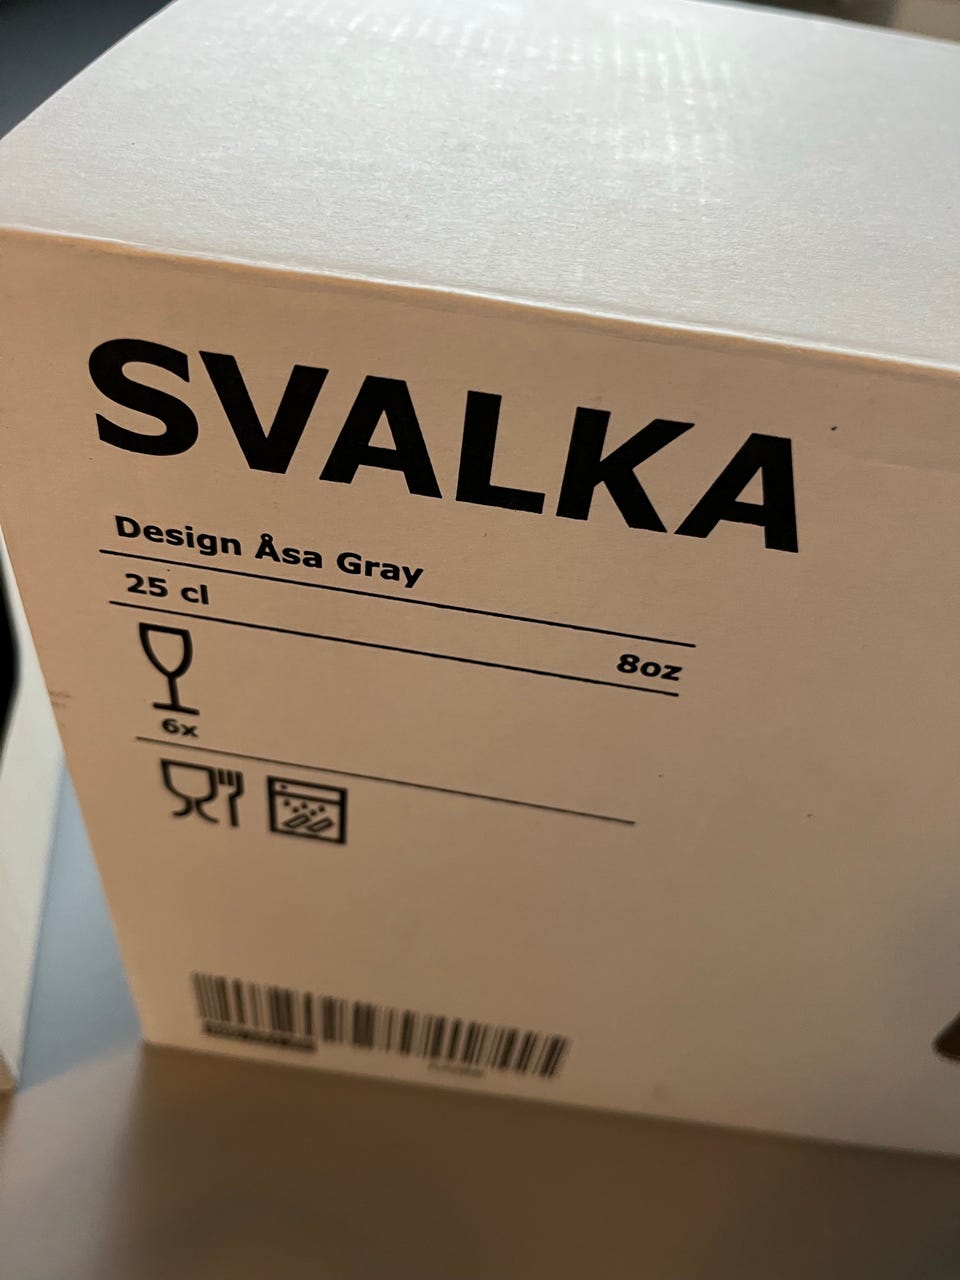 SVALKA
Design Åsa Gray
25 cl
8oz
6x